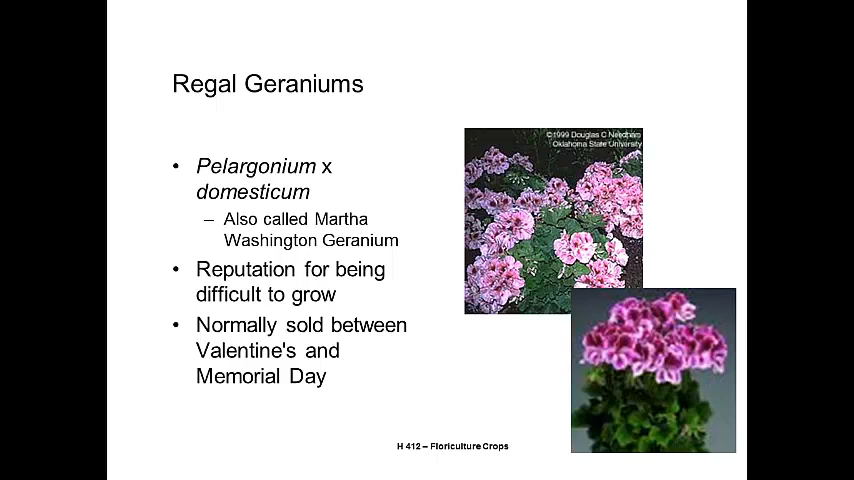 Regal Geraniums
©1999 Douglas C Needham
Oklahoma State University
• Pelargonium x
domesticum
– Also called Martha
Washington Geranium
• Reputation for being
difficult to grow
• Normally sold between
Valentine's and
Memorial Day
H 412 – Floriculture Crops